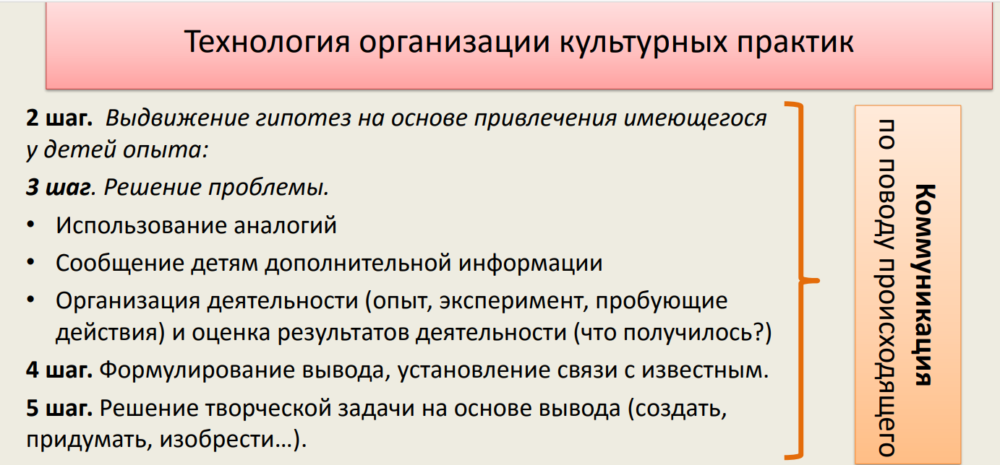 Технология организации культурных практик
2 шаг. Выдвижение гипотез на основе привлечения имеющегося
у детей опыта:
3 шаг. Решение проблемы.
• Использование аналогий
• Сообщение детям дополнительной информации
• Организация деятельности (опыт, эксперимент, пробующие
действия) и оценка результатов деятельности (что получилось?)
4 шаг. Формулирование вывода, установление связи с известным.
5 шаг. Решение творческой задачи на основе вывода (создать,
придумать, изобрести…).
Коммуникация
по поводу происходящего